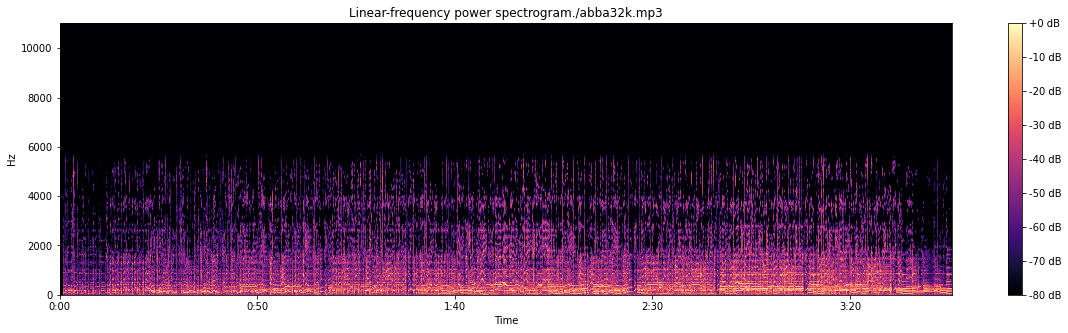 Linear-frequency power spectrogram./abba32k.mp3
Hz
10000
8000
6000
4000
2000
0
0:00
0:50
1:40
2:30
3:20
Time
+0 dB
-10 dB
-20 dB
-30 dB
-40 dB
-50 dB
-60 dB
-70 dB
-80 dB